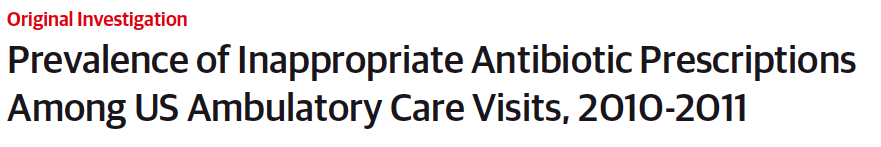 Original Investigation
Prevalence of Inappropriate Antibiotic Prescriptions
Among US Ambulatory Care Visits, 2010-2011